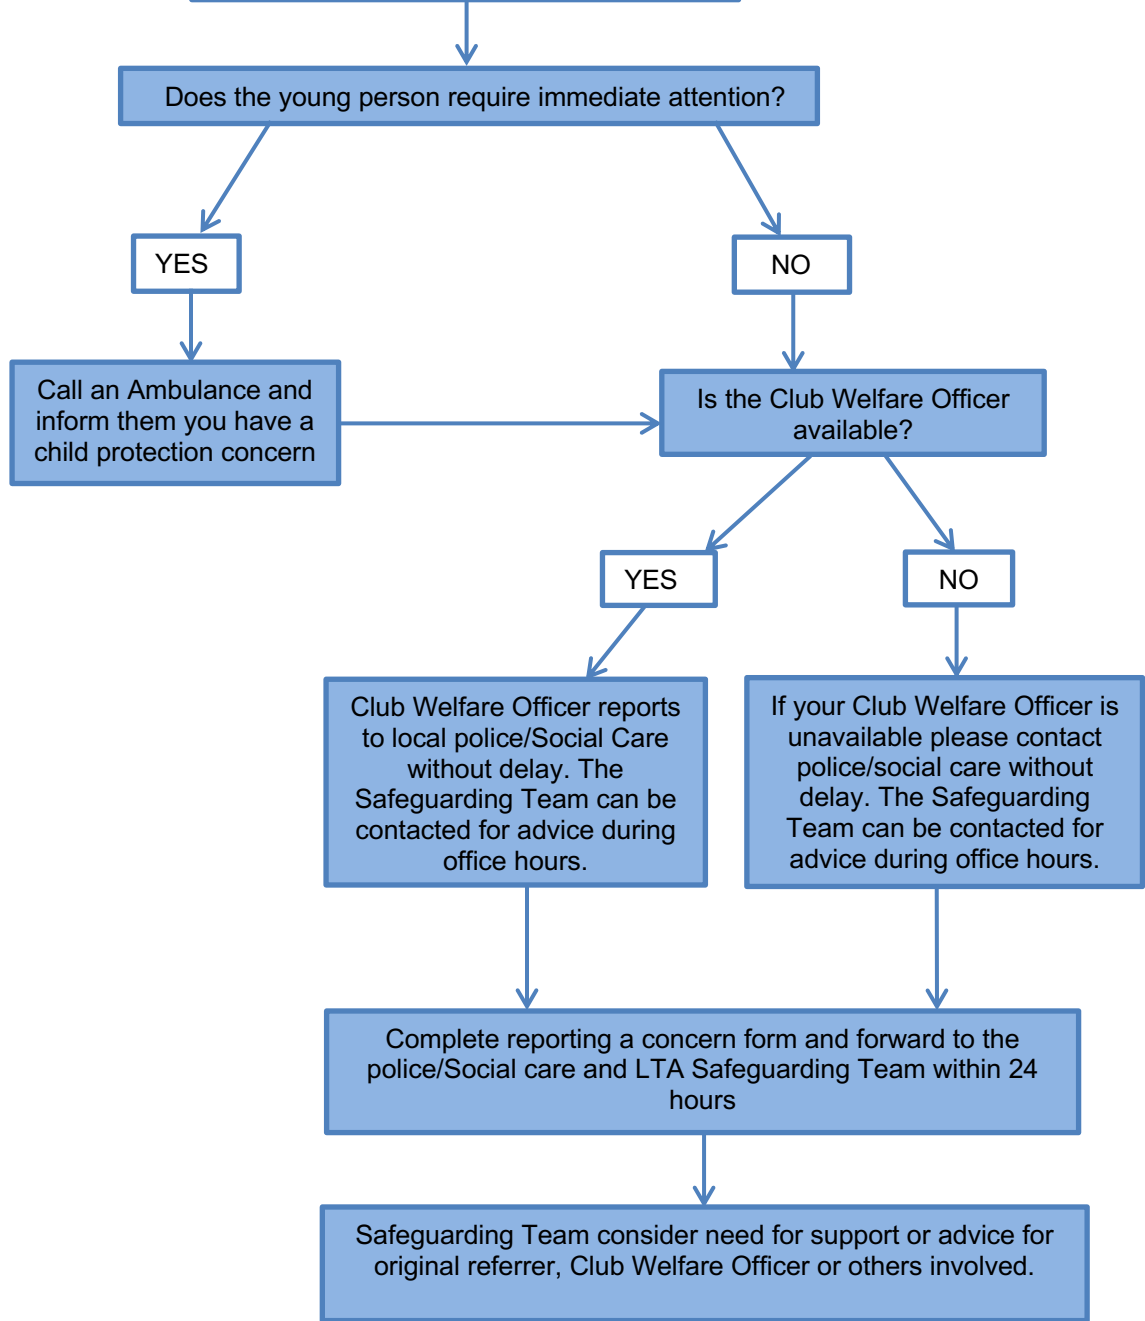 Does the young person require immediate attention?
YES
NO
Call an Ambulance and
inform them you have a
child protection concern
Is the Club Welfare Officer
available?
YES
NO
Club Welfare Officer reports
to local police/Social Care
without delay. The
Safeguarding Team can be
contacted for advice during
office hours.
If your Club Welfare Officer is
unavailable please contact
police/social care without
delay. The Safeguarding
Team can be contacted for
advice during office hours.
Complete reporting a concern form and forward to the
police/Social care and LTA Safeguarding Team within 24
hours
Safeguarding Team consider need for support or advice for
original referrer, Club Welfare Officer or others involved.